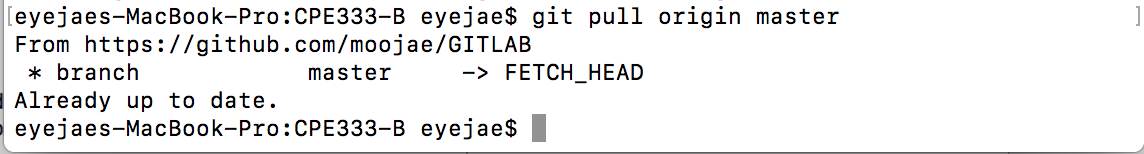 [eyejaes-MacBook-Pro:CPE333-B eyejae$ git pull origin master ]
From https://github.com/moojae/GITLAB
 * branch            master     -> FETCH_HEAD
Already up to date.
eyejaes-MacBook-Pro:CPE333-B eyejae$